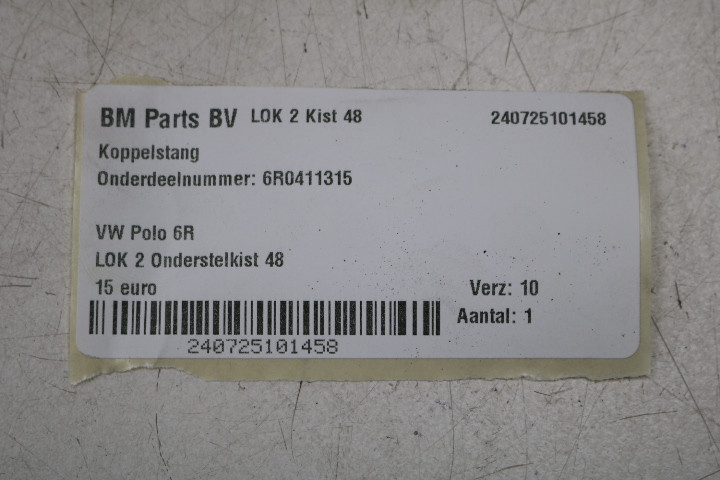 BM Parts BV LOK 2 Kist 48 240725101458
Koppelstang
Onderdeelnummer: 6R0411315
VW Polo 6R
LOK 2 Onderstelkist 48
15 euro Verz: 10
Aantal: 1
240725101458